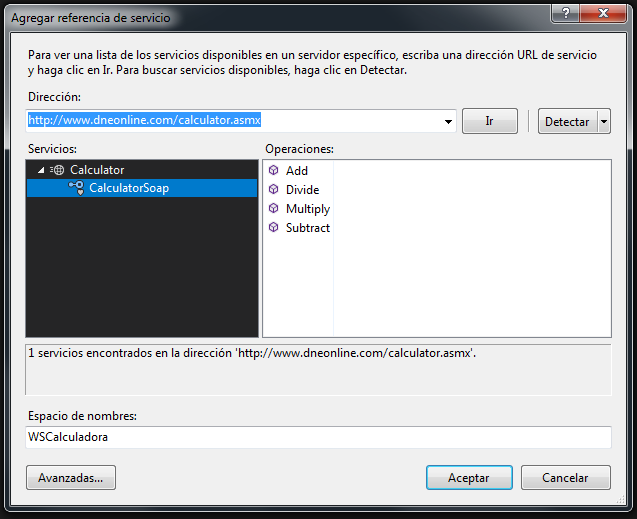 Agregar referencia de servicio
Para ver una lista de los servicios disponibles en un servidor específico, escriba una dirección URL de servicio
y haga clic en Ir. Para buscar servicios disponibles, haga clic en Detectar.
Dirección:
http://www.dneonline.com/calculator.asmx
Ir
Detectar
Servicios:
Operaciones:
Calculator
CalculatorSoap
Add
Divide
Multiply
Subtract
1 servicios encontrados en la dirección 'http://www.dneonline.com/calculator.asmx'.
Espacio de nombres:
WSCalculadora
Avanzadas...
Aceptar
Cancelar